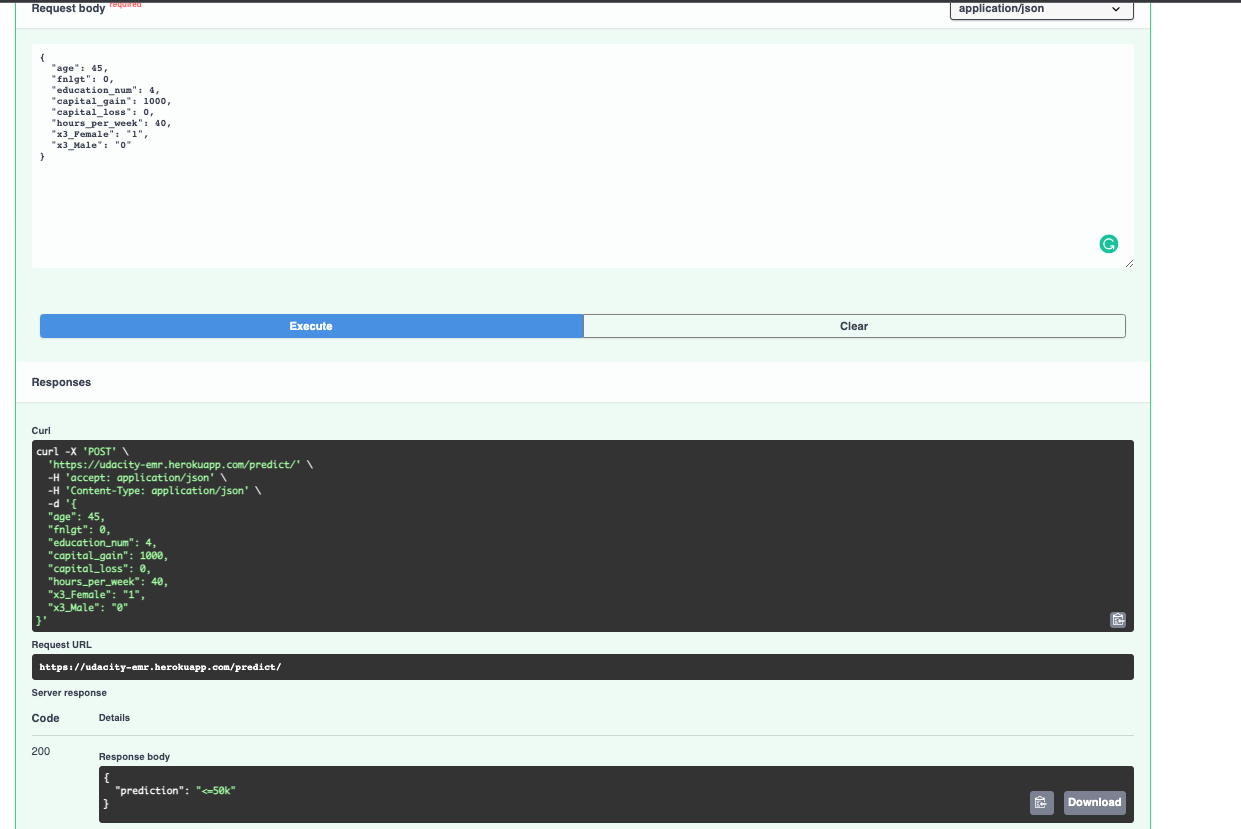 Request body required
application/json
{
  "age": 45,
  "fnlgt": 0,
  "education_num": 4,
  "capital_gain": 1000,
  "capital_loss": 0,
  "hours_per_week": 40,
  "x3_Female": "1",
  "x3_Male": "0"
}
Execute
Clear
Responses
Curl
curl -X 'POST' \
  'https://udacity-emr.herokuapp.com/predict/' \
  -H 'accept: application/json' \
  -H 'Content-Type: application/json' \
  -d '{
  "age": 45,
  "fnlgt": 0,
  "education_num": 4,
  "capital_gain": 1000,
  "capital_loss": 0,
  "hours_per_week": 40,
  "x3_Female": "1",
  "x3_Male": "0"
}'
Request URL
https://udacity-emr.herokuapp.com/predict/
Server response
Code Details
200
Response body
{
  "prediction": "<=50k"
}
Download